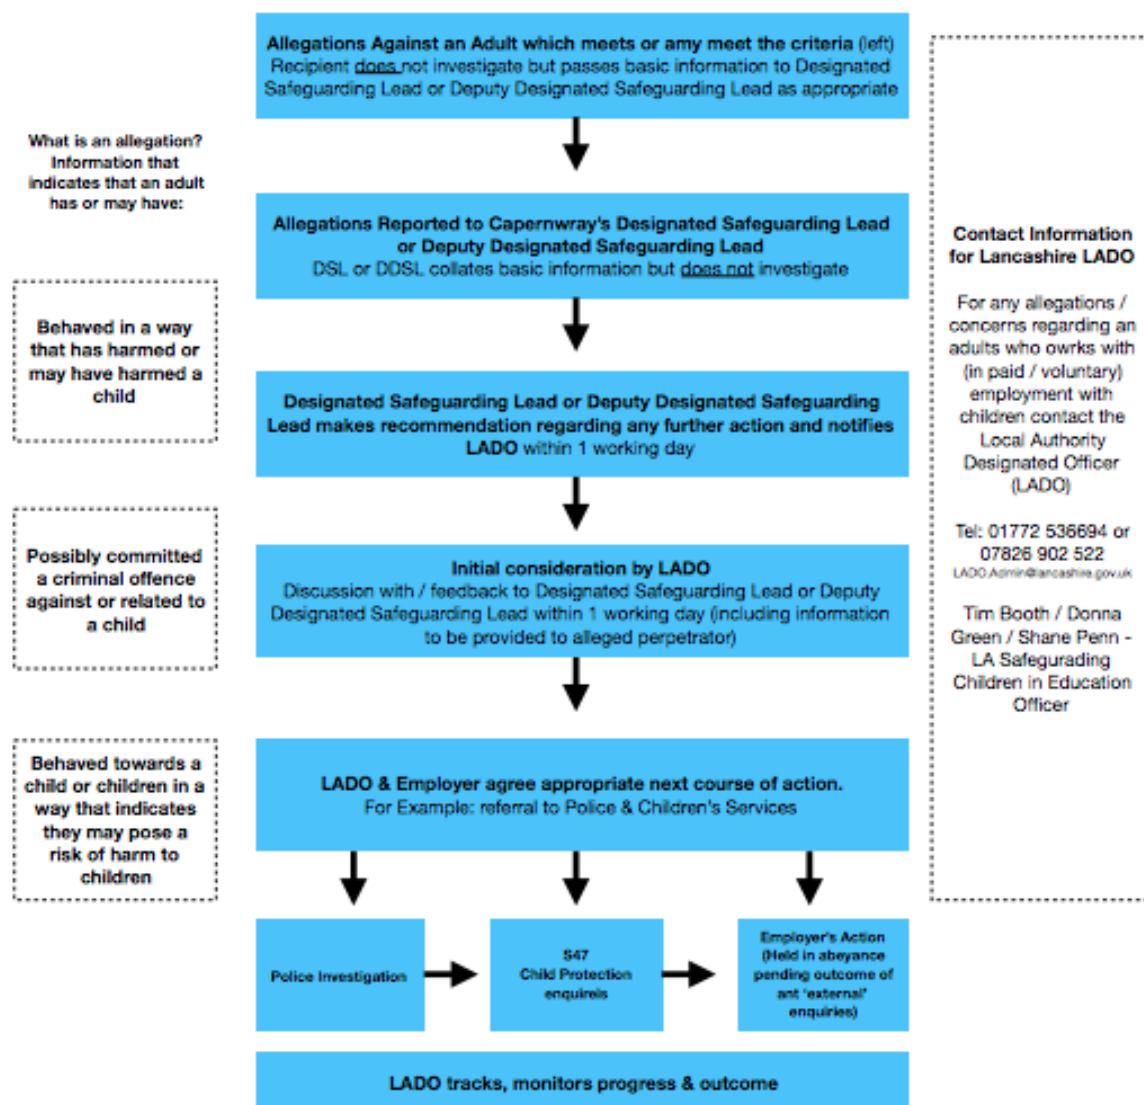 What is an allegation?
Information that
indicates that an adult
has or may have:
Behaved in a way
that has harmed or
may have harmed a
child
Possibly committed
a criminal offence
against or related to
a child
Behaved towards a
child or children in a
way that indicates
they may pose a
risk of harm to
children
Allegations Against an Adult which meets or amy meet the criteria (left)
Recipient does not investigate but passes basic information to Designated
Safeguarding Lead or Deputy Designated Safeguarding Lead as appropriate
Allegations Reported to Capernwray's Designated Safeguarding Lead
or Deputy Designated Safeguarding Lead
DSL or DDSL collates basic information but does not investigate
Designated Safeguarding Lead or Deputy Designated Safeguarding
Lead makes recommendation regarding any further action and notifies
LADO within 1 working day
Initial consideration by LADO
Discussion with / feedback to Designated Safeguarding Lead or Deputy
Designated Safeguarding Lead within 1 working day (including information
to be provided to alleged perpetrator)
LADO & Employer agree appropriate next course of action.
For Example: referral to Police & Children's Services
Police Investigation
S47
Child Protection
enquireis
Employer's Action
(Held in abeyance
pending outcome of
ant 'external'
enquiries)
LADO tracks, monitors progress & outcome
Contact Information
for Lancashire LADO
For any allegations /
concerns regarding an
adults who owrks with
(in paid / voluntary)
employment with
children contact the
Local Authority
Designated Officer
(LADO)
Tel: 01772 536694 or
07826 902 522
LADO.Admin@lancashire.gov.uk
Tim Booth / Donna
Green / Shane Penn -
LA Safegurading
Children in Education
Officer